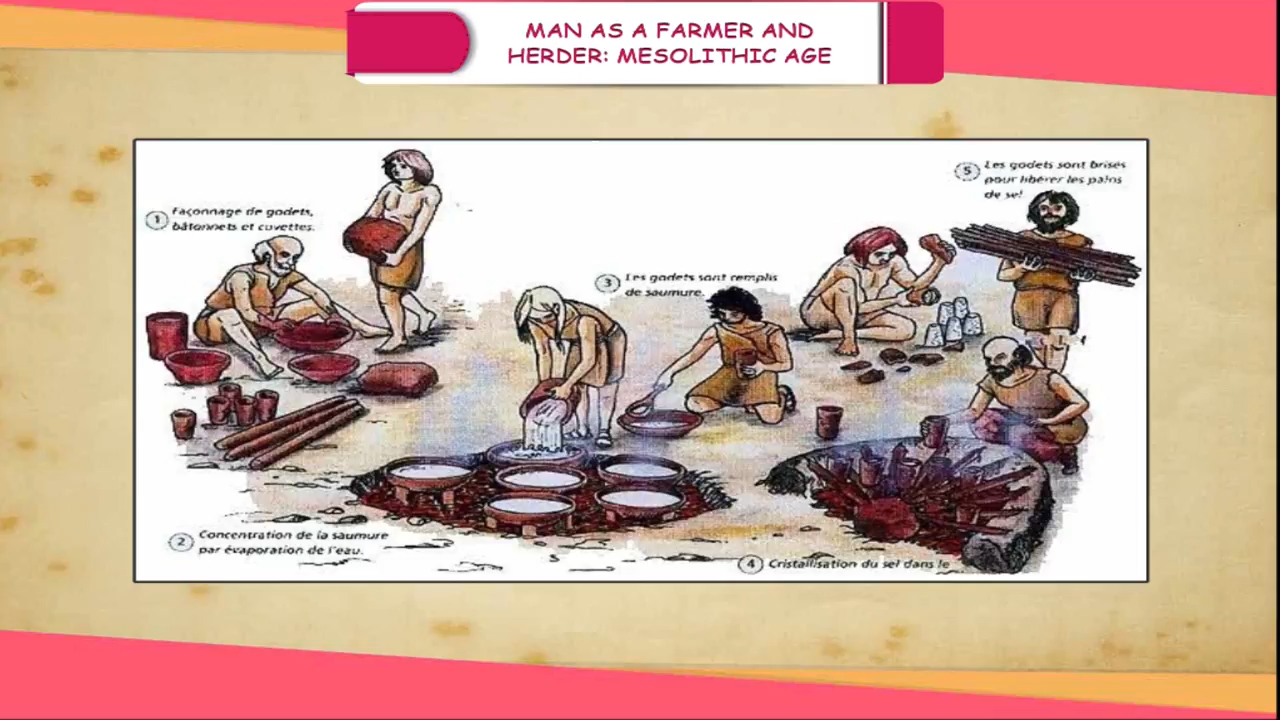 MAN AS A FARMER AND
HERDER: MESOLITHIC AGE
1 Façonnage de godets,
bâtonnets et cuvettes.
5 Les godets sont brisés
pour libérer les pains
de sel
3 Les godets sont remplis
de saumure.
2 Concentration de la saumure
par évaporation de l'eau.
4 Cristallisation du sel dans le